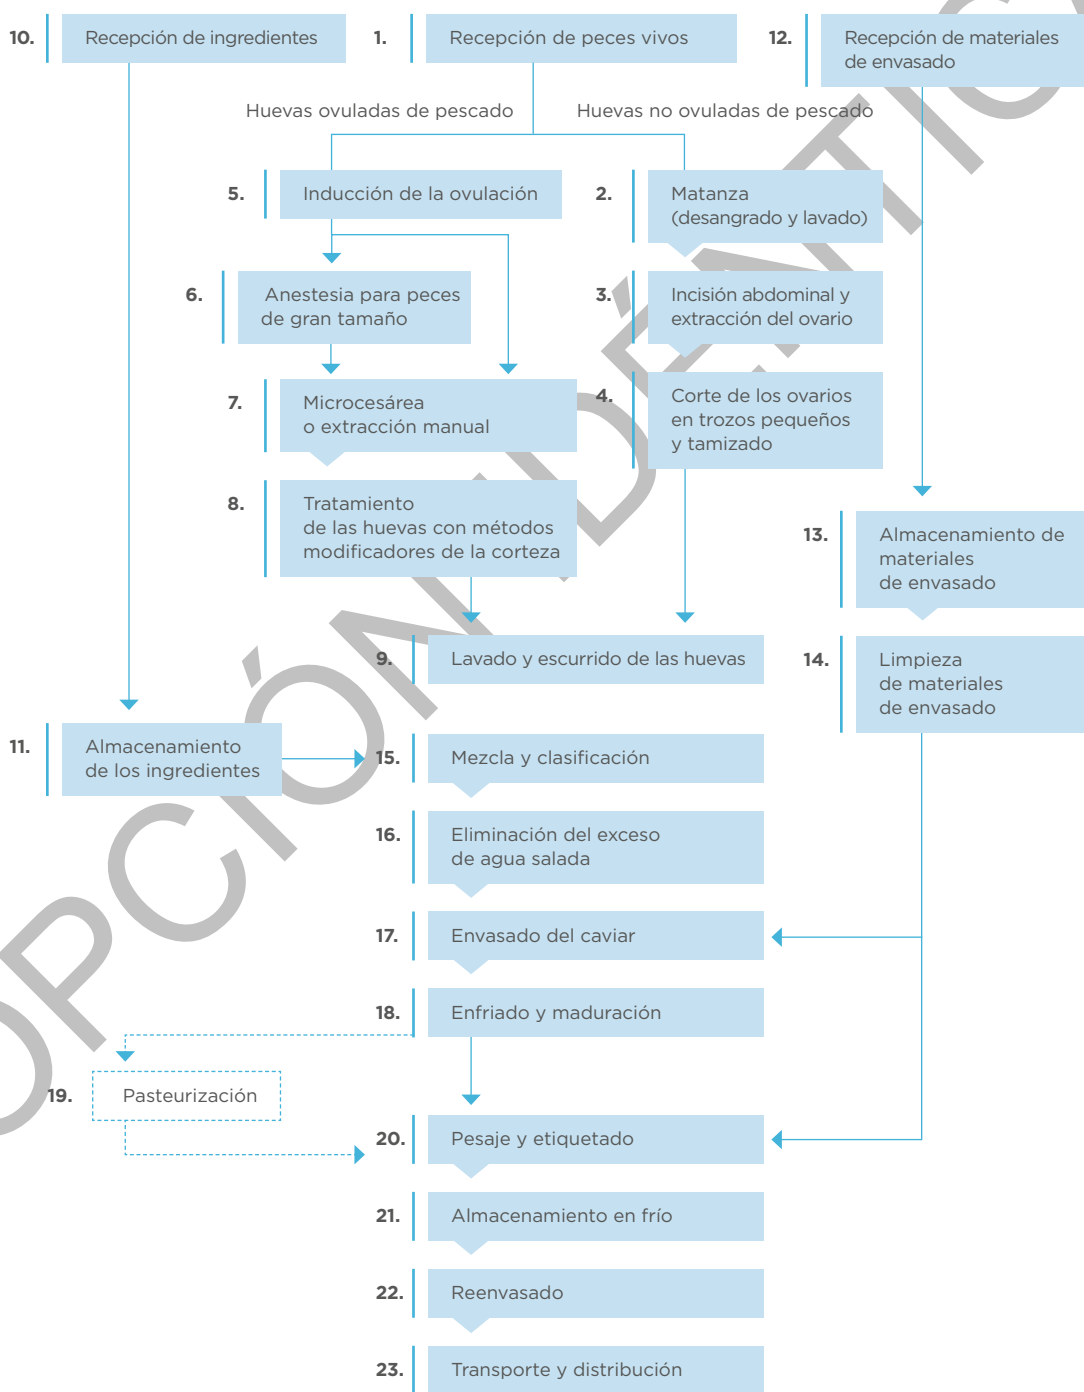 10. Recepción de ingredientes
1. Recepción de peces vivos
12. Recepción de materiales
de envasado
Huevas ovuladas de pescado
Huevas no ovuladas de pescado
5. Inducción de la ovulación
2. Matanza
(desangrado y lavado)
6. Anestesia para peces
de gran tamaño
3. Incisión abdominal y
extracción del ovario
7. Microcesárea
o extracción manual
4. Corte de los ovarios
en trozos pequeños
y tamizado
8. Tratamiento
de las huevas con métodos
modificadores de la corteza
13. Almacenamiento de
materiales
de envasado
9. Lavado y escurrido de las huevas
14. Limpieza
de materiales
de envasado
11. Almacenamiento
de los ingredientes
15. Mezcla y clasificación
16. Eliminación del exceso
de agua salada
17. Envasado del caviar
18. Enfriado y maduración
19. Pasteurización
20. Pesaje y etiquetado
21. Almacenamiento en frío
22. Reenvasado
23. Transporte y distribución
OPCIÓN IDÉNTIC